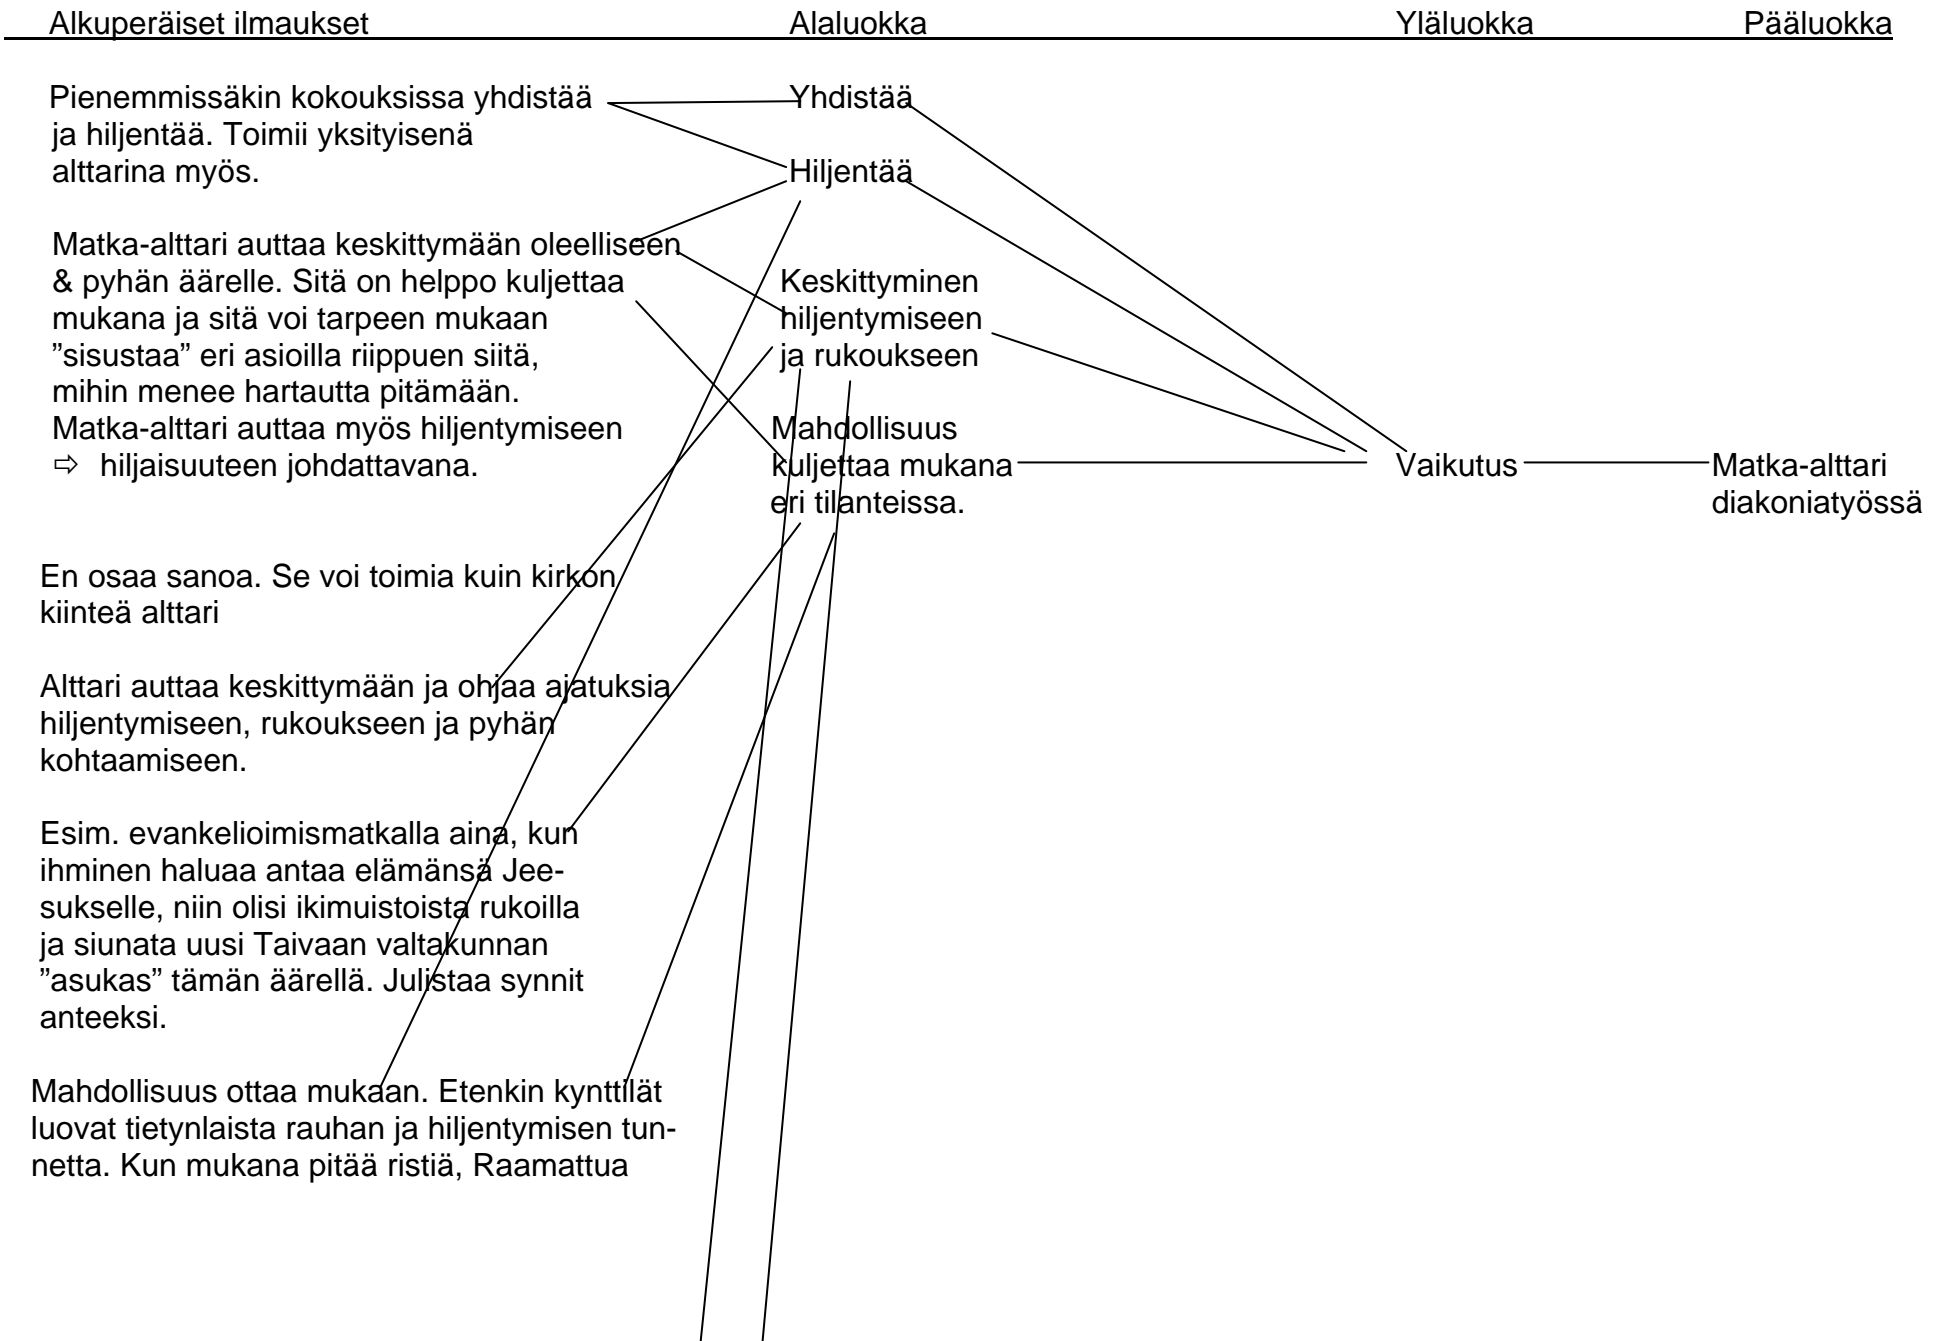 Alkuperäiset ilmaukset Alaluokka Yläluokka Pääluokka
Pienemmissäkin kokouksissa yhdistää
ja hiljentää. Toimii yksityisenä
alttarina myös.
Matka-alttari auttaa keskittymään oleelliseen
& pyhän äärelle. Sitä on helppo kuljettaa
mukana ja sitä voi tarpeen mukaan
”sisustaa” eri asioilla riippuen siitä,
mihin menee hartautta pitämään.
Matka-alttari auttaa myös hiljentymiseen
⇨ hiljaisuuteen johdattavana.
En osaa sanoa. Se voi toimia kuin kirkon
kiinteä alttari
Alttari auttaa keskittymään ja ohjaa ajatuksia
hiljentymiseen, rukoukseen ja pyhän
kohtaamiseen.
Esim. evankelioimismatkalla aina, kun
ihminen haluaa antaa elämänsä Jee-
sukselle, niin olisi ikimuistoista rukoilla
ja siunata uusi Taivaan valtakunnan
”asukas” tämän äärellä. Julistaa synnit
anteeksi.
Mahdollisuus ottaa mukaan. Etenkin kynttilät
luovat tietynlaista rauhan ja hiljentymisen tun-
netta. Kun mukana pitää ristiä, Raamattua
Yhdistää
Hiljentää
Keskittyminen
hiljentymiseen
ja rukoukseen
Mahdollisuus
kuljettaa mukana
eri tilanteissa.
Vaikutus
Matka-alttari
diakoniatyössä